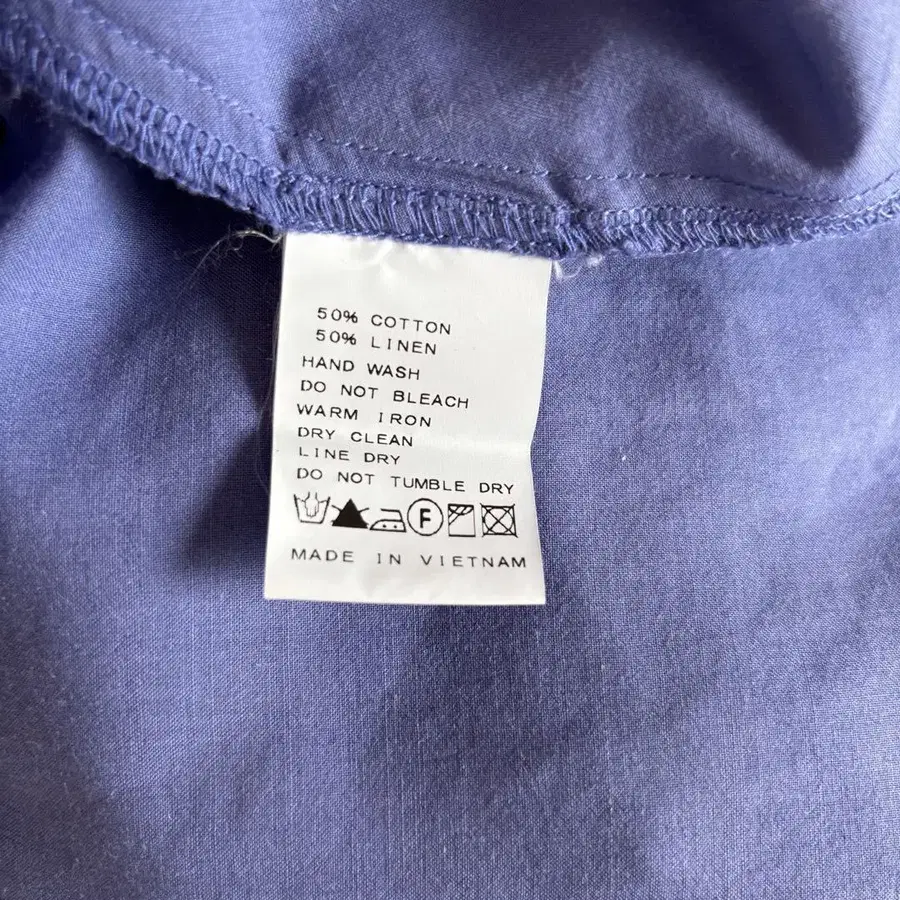 50% COTTON
50% LINEN
HAND WASH
DO NOT BLEACH
WARM IRON
DRY CLEAN
LINE DRY
DO NOT TUMBLE DRY
F
MADE IN VIETNAM